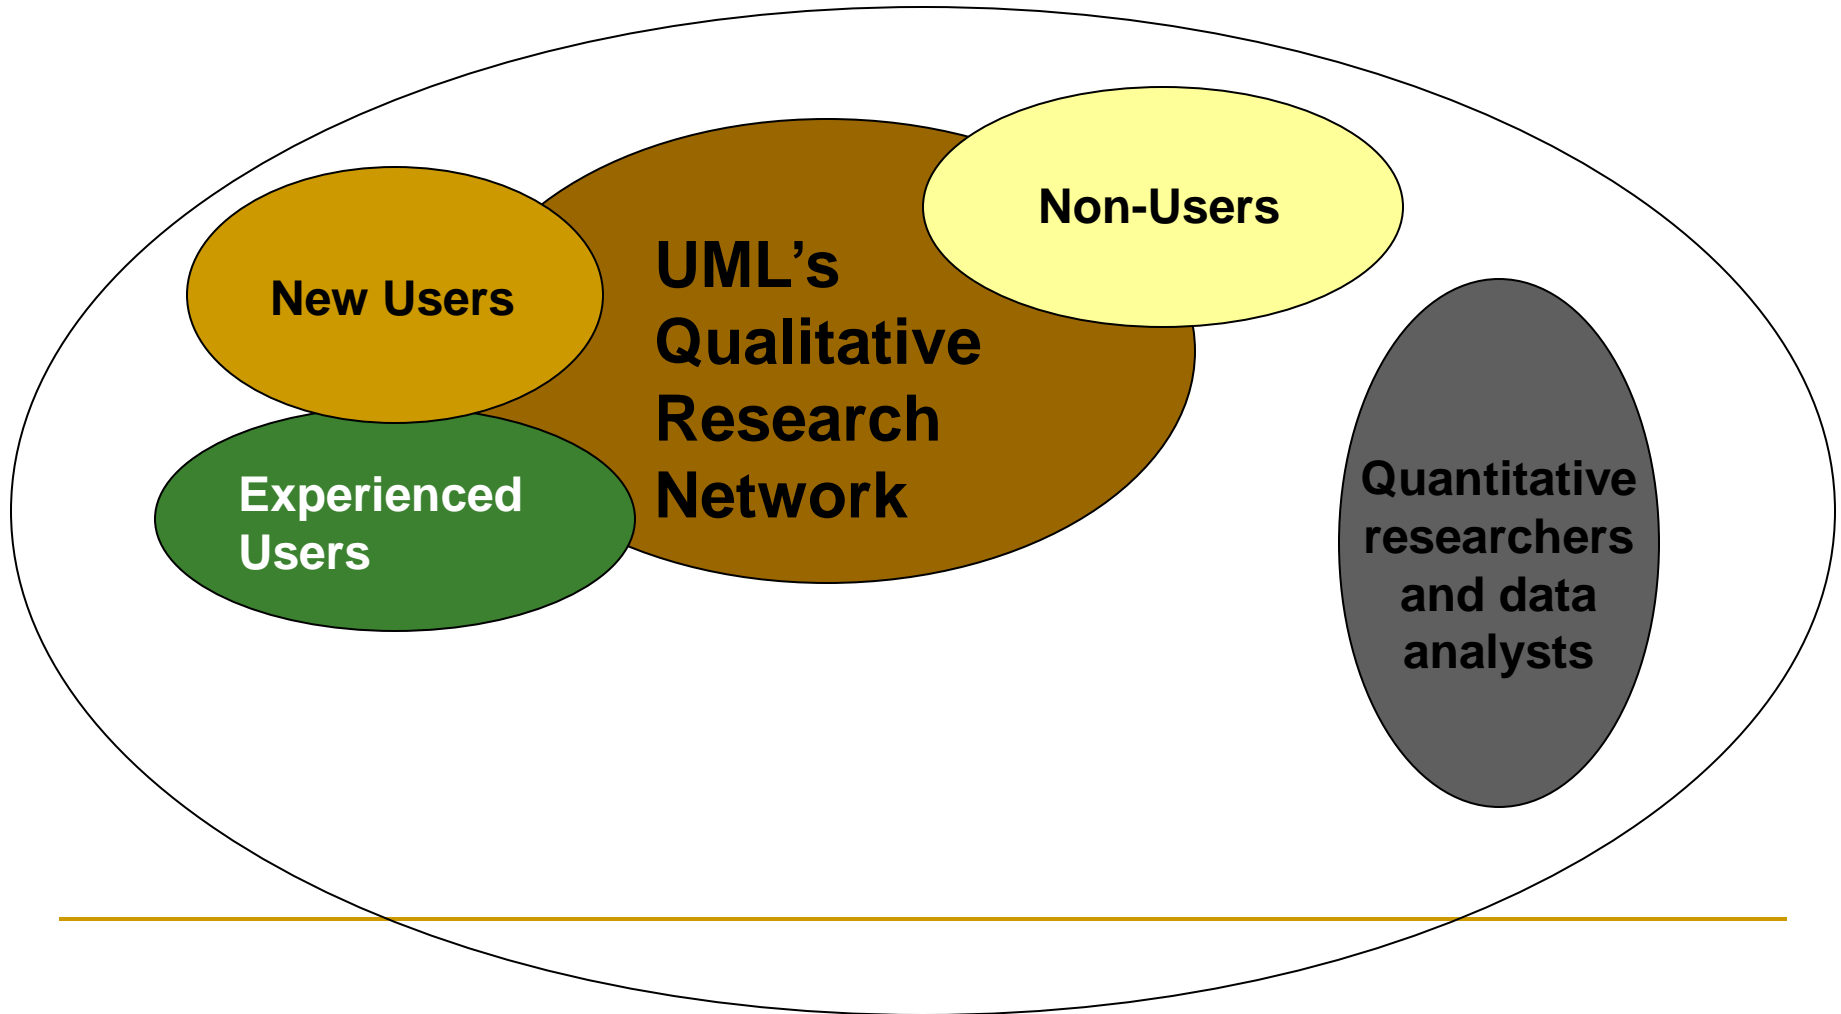 Non-Users
New Users
UML’s
Qualitative
Research
Network
Experienced
Users
Quantitative
researchers
and data
analysts